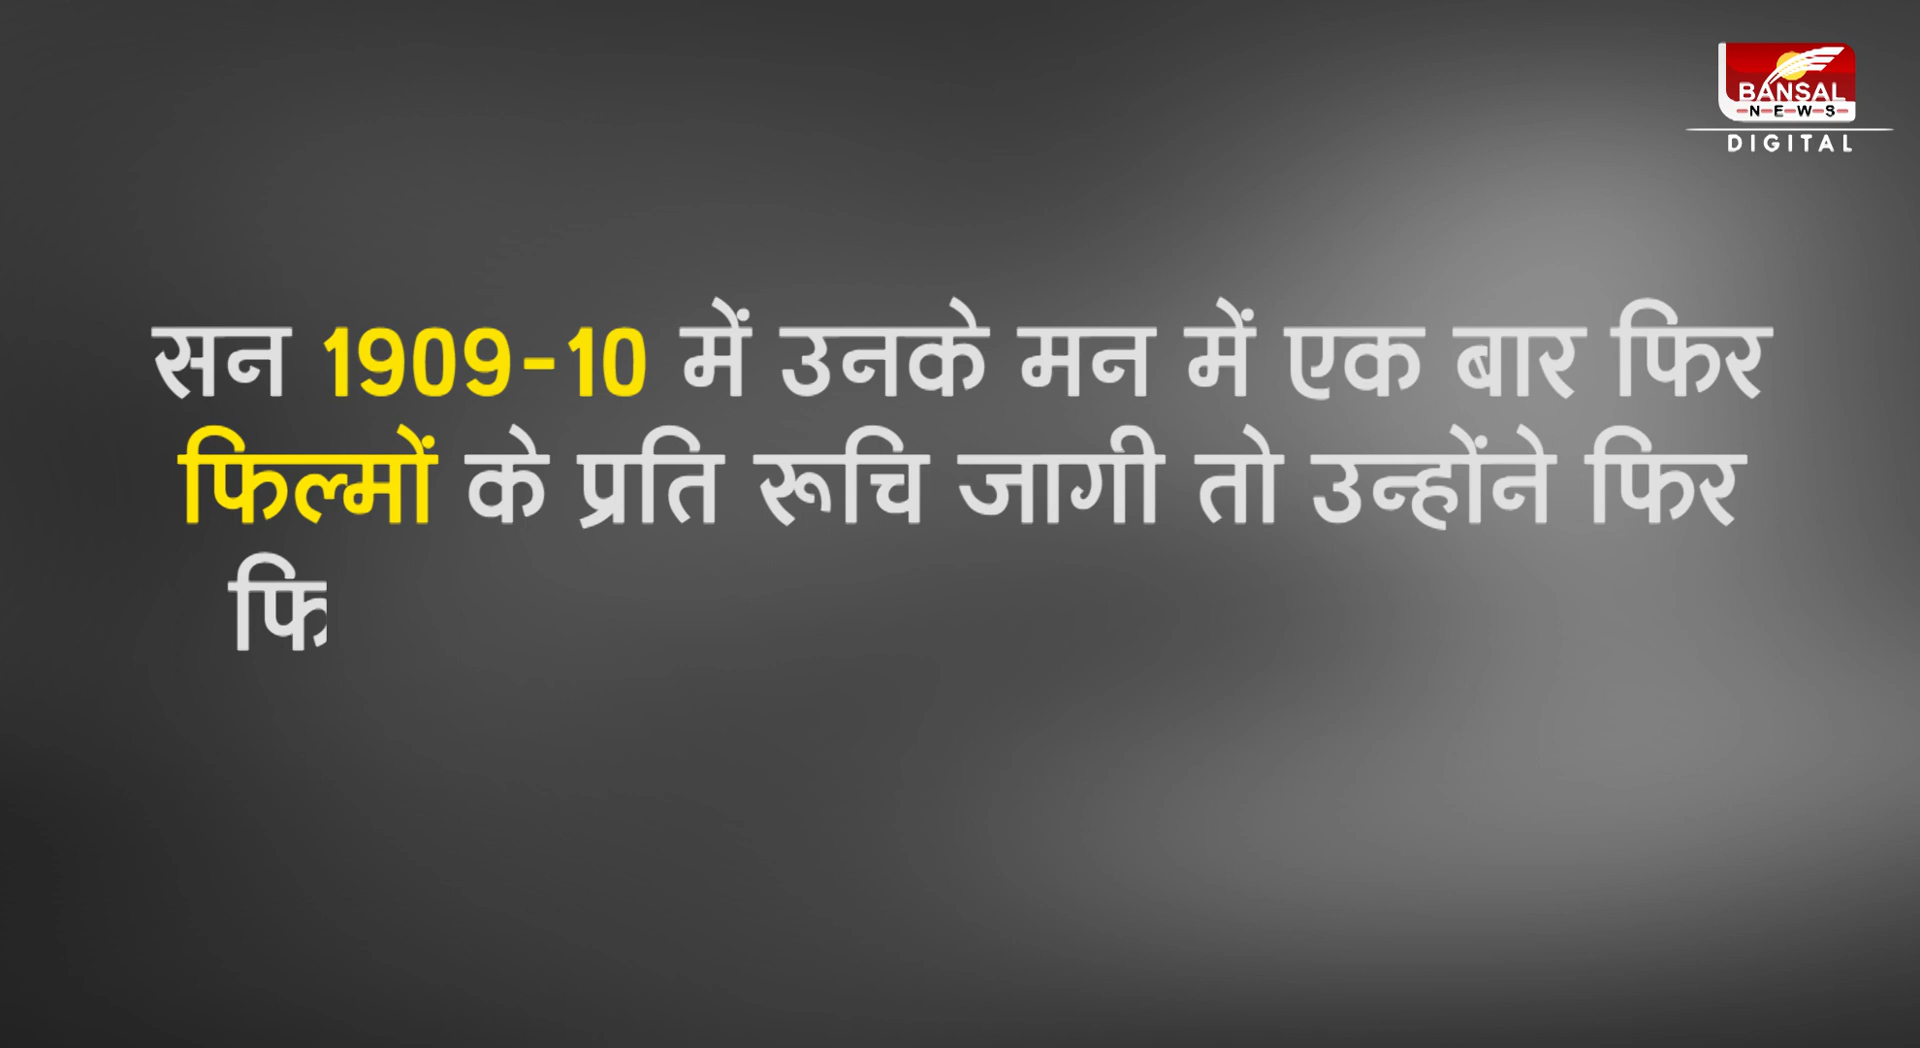 BANSAL
NEWS
DIGITAL
सन 1909-10 में उनके मन में एक बार फिर
फिल्मों के प्रति रूचि जागी तो उन्होंने फिर